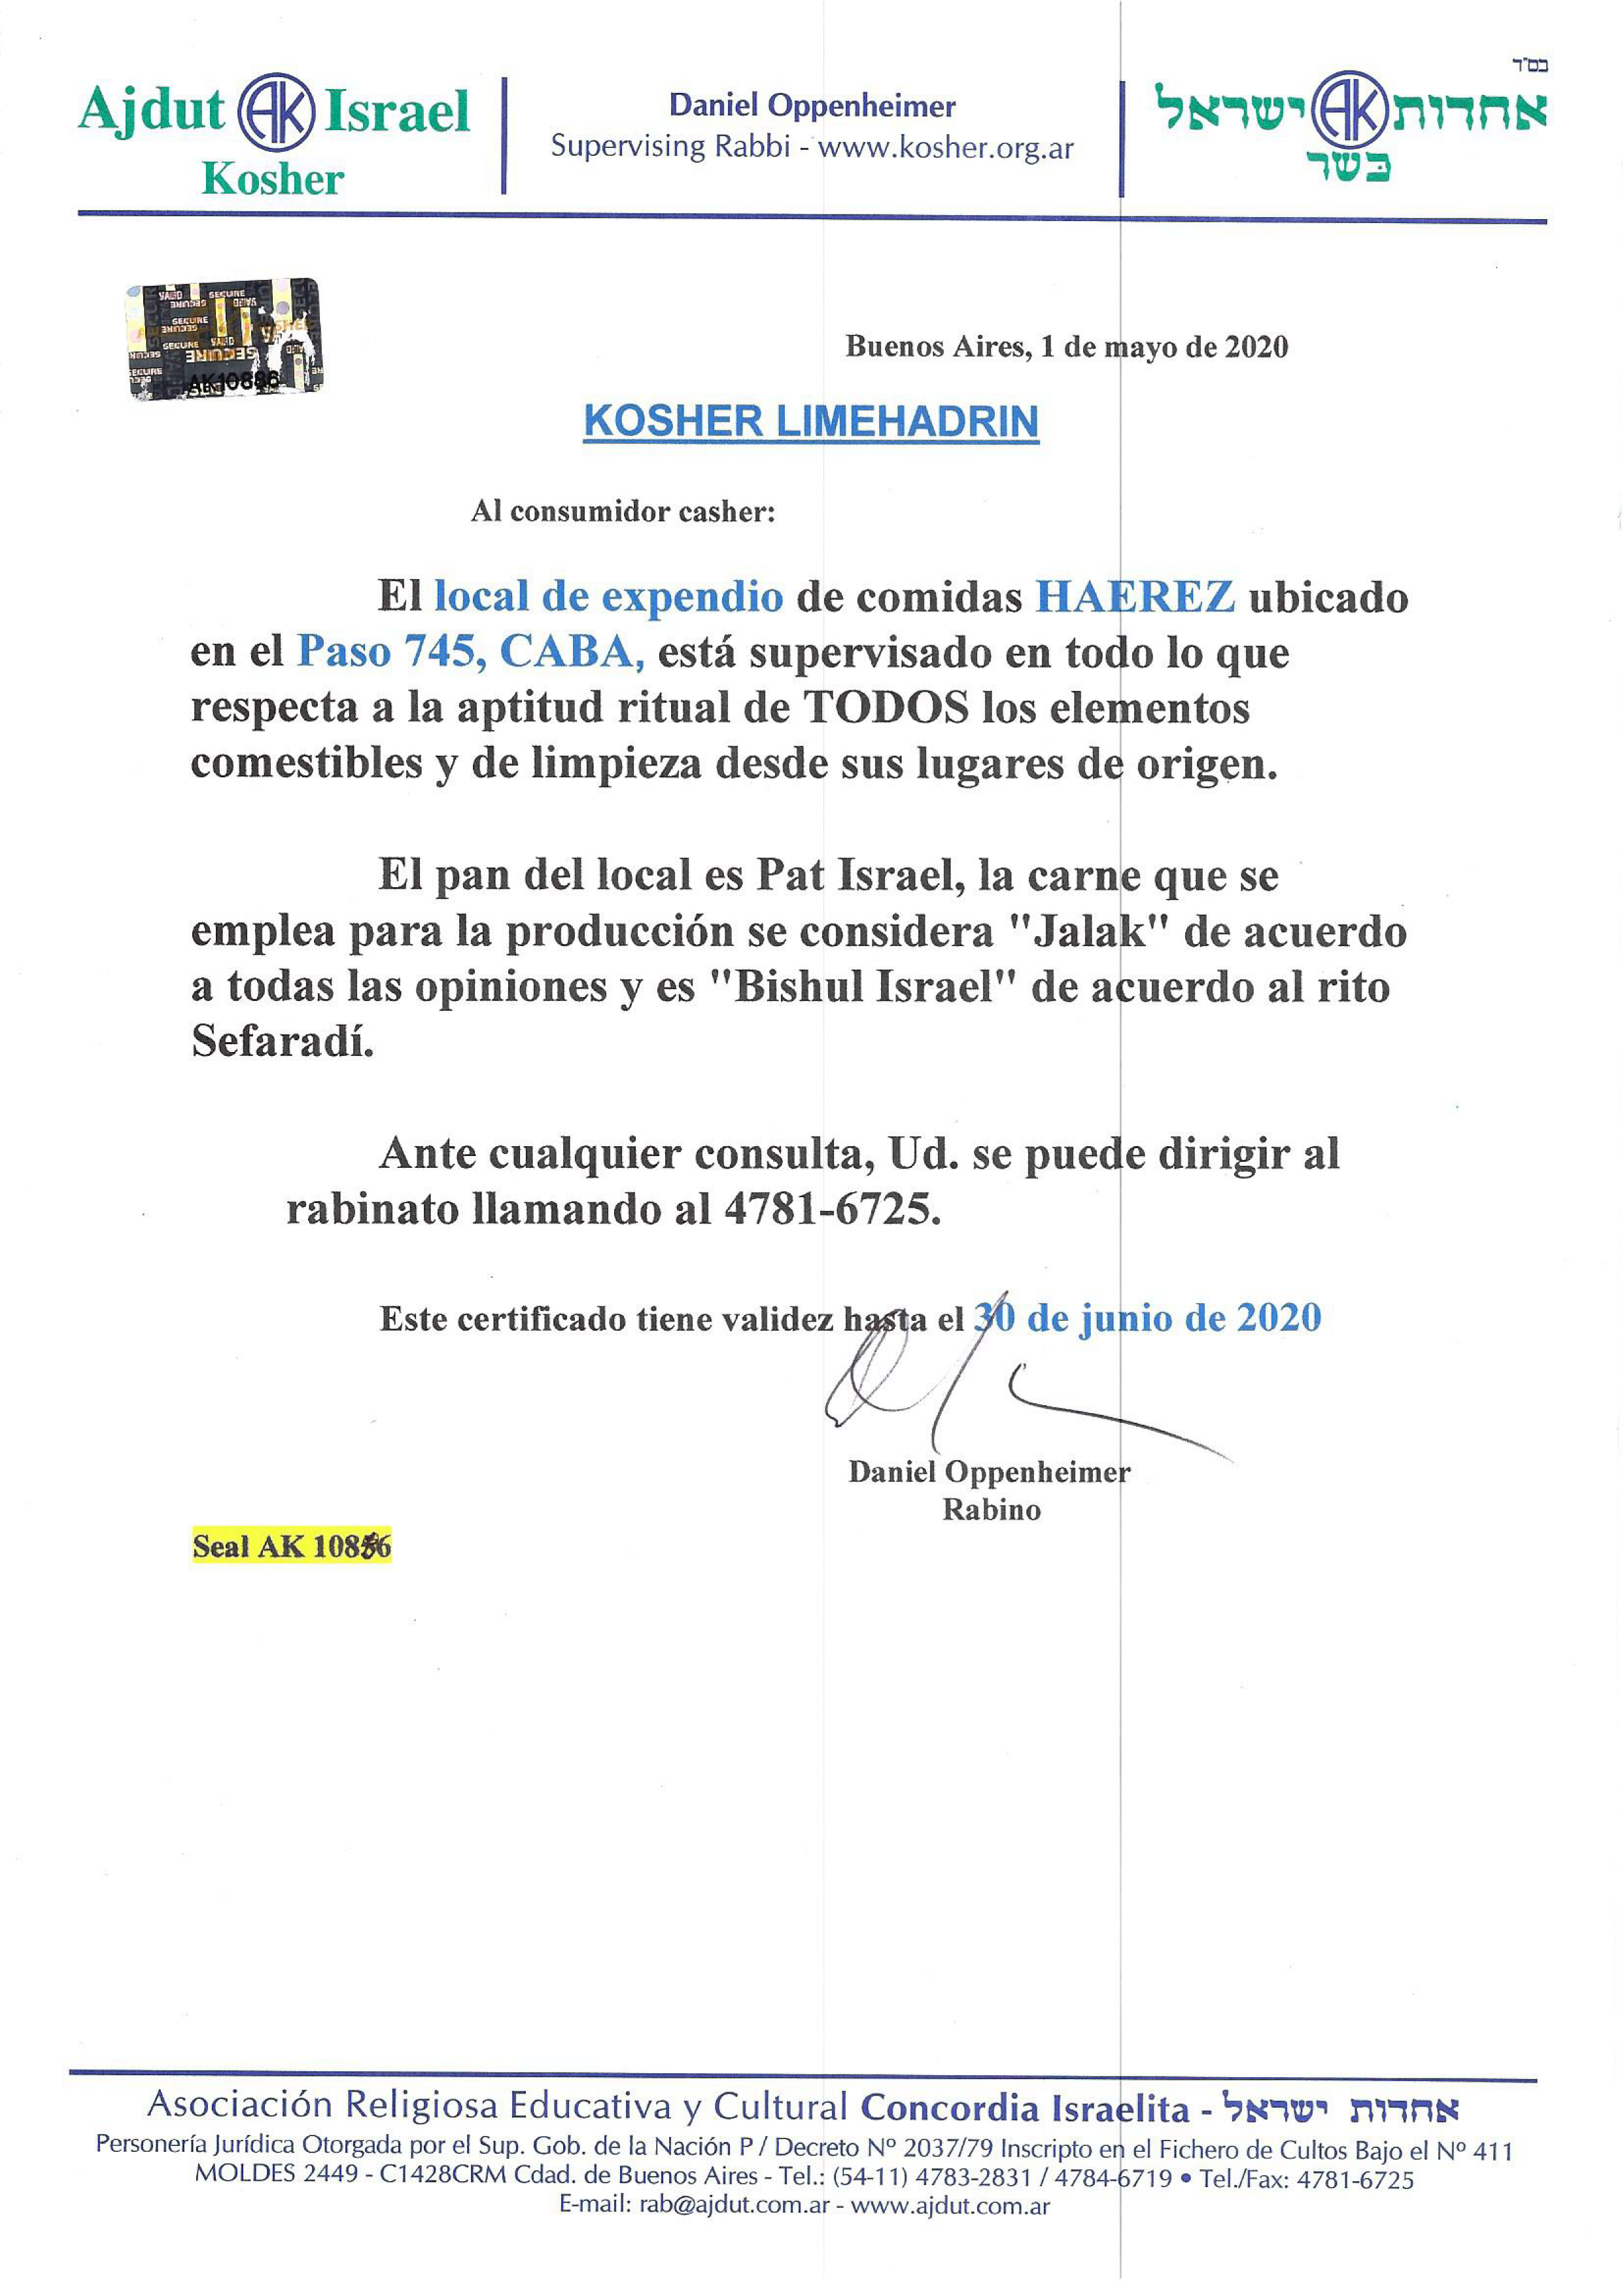 בס"ד
Ajdut AK Israel
Kosher
Daniel Oppenheimer
Supervising Rabbi - www.kosher.org.ar
אחדות AK ישראל
בשר
SECURE
AK10886
Buenos Aires, 1 de mayo de 2020
KOSHER LIMEHADRIN
Al consumidor casher:
El local de expendio de comidas HAEREZ ubicado
en el Paso 745, CABA, está supervisado en todo lo que
respecta a la aptitud ritual de TODOS los elementos
comestibles y de limpieza desde sus lugares de origen.
El pan del local es Pat Israel, la carne que se
emplea para la producción se considera "Jalak" de acuerdo
a todas las opiniones y es "Bishul Israel" de acuerdo al rito
Sefaradí.
Ante cualquier consulta, Ud. se puede dirigir al
rabinato llamando al 4781-6725.
Este certificado tiene validez hasta el 30 de junio de 2020
Daniel Oppenheimer
Rabino
Seal AK
Asociación Religiosa Educativa y Cultural Concordia Israelita - אחדות ישראל
Personería Jurídica Otorgada por el Sup. Gob. de la Nación P / Decreto Nº 2037/79 Inscripto en el Fichero de Cultos Bajo el Nº 411
MOLDES 2449 - C1428CRM Cdad. de Buenos Aires - Tel.: (54-11) 4783-2831 / 4784-6719 • Tel./Fax: 4781-6725
E-mail: rab@ajdut.com.ar - www.ajdut.com.ar